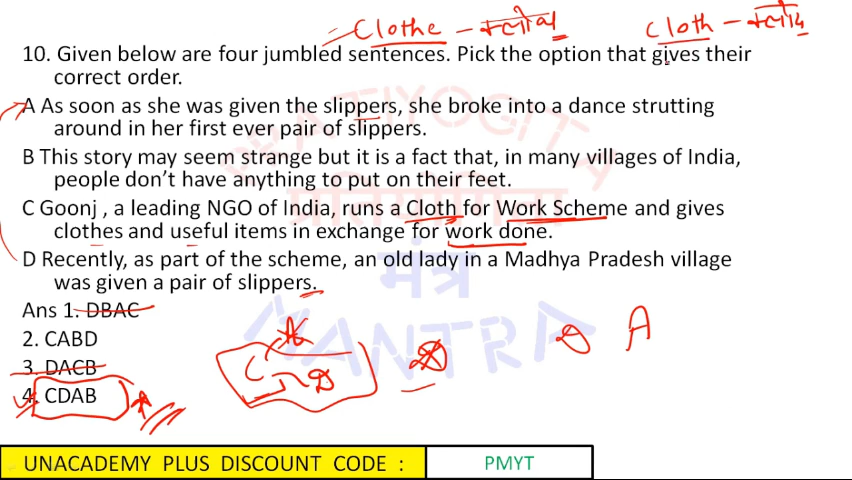 Clothe - क्लोद    Cloth - क्लोथ
10. Given below are four jumbled sentences. Pick the option that gives their
correct order.
A As soon as she was given the slippers, she broke into a dance strutting
around in her first ever pair of slippers.
B This story may seem strange but it is a fact that, in many villages of India,
people don't have anything to put on their feet.
C Goonj , a leading NGO of India, runs a Cloth for Work Scheme and gives
clothes and useful items in exchange for work done.
D Recently, as part of the scheme, an old lady in a Madhya Pradesh village
was given a pair of slippers.
Ans 1. DBAC
2. CABD
3. DACB
4. CDAB
A
C D
D A
PRATIYOGITA
प्रतियोगिता
मंत्र
MANTRA
UNACADEMY PLUS DISCOUNT CODE : PMYT